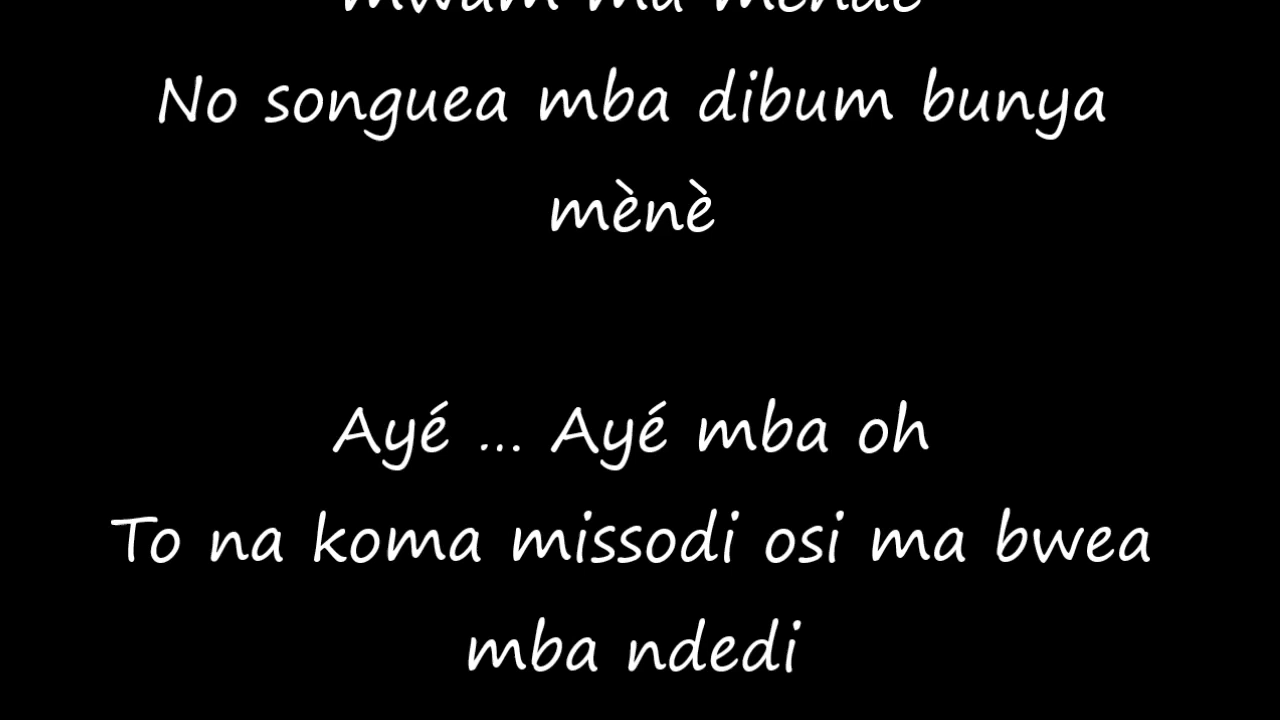 No songuea mba dibum bunya
mènè
Ayé ... Ayé mba oh
To na koma missodi osi ma bwea
mba ndedi